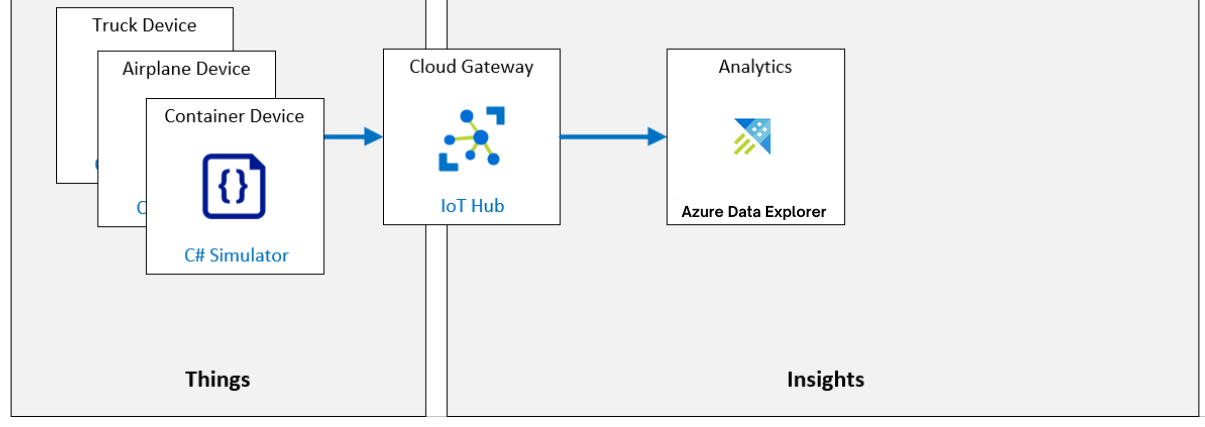 Truck Device
Airplane Device
Container Device
C# Simulator
Cloud Gateway
IoT Hub
Analytics
Azure Data Explorer
Things
Insights